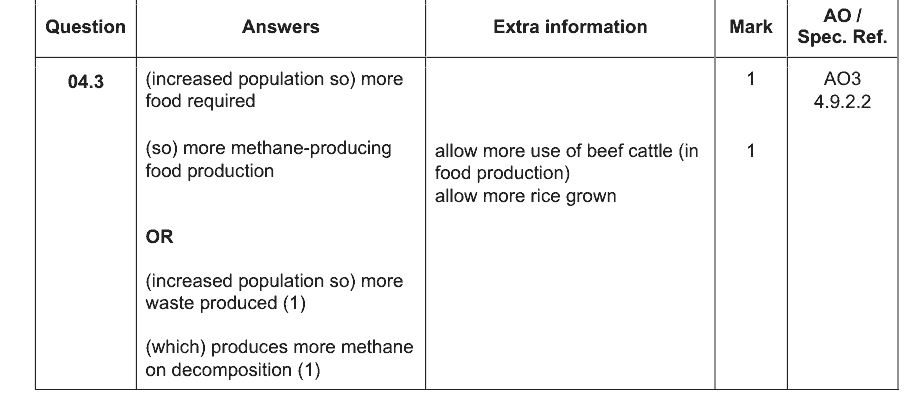 Question Answers Extra information Mark AO /
Spec. Ref.
04.3 (increased population so) more
food required
1 AO3
4.9.2.2
(so) more methane-producing
food production
allow more use of beef cattle (in
food production)
allow more rice grown
1
OR
(increased population so) more
waste produced (1)
(which) produces more methane
on decomposition (1)